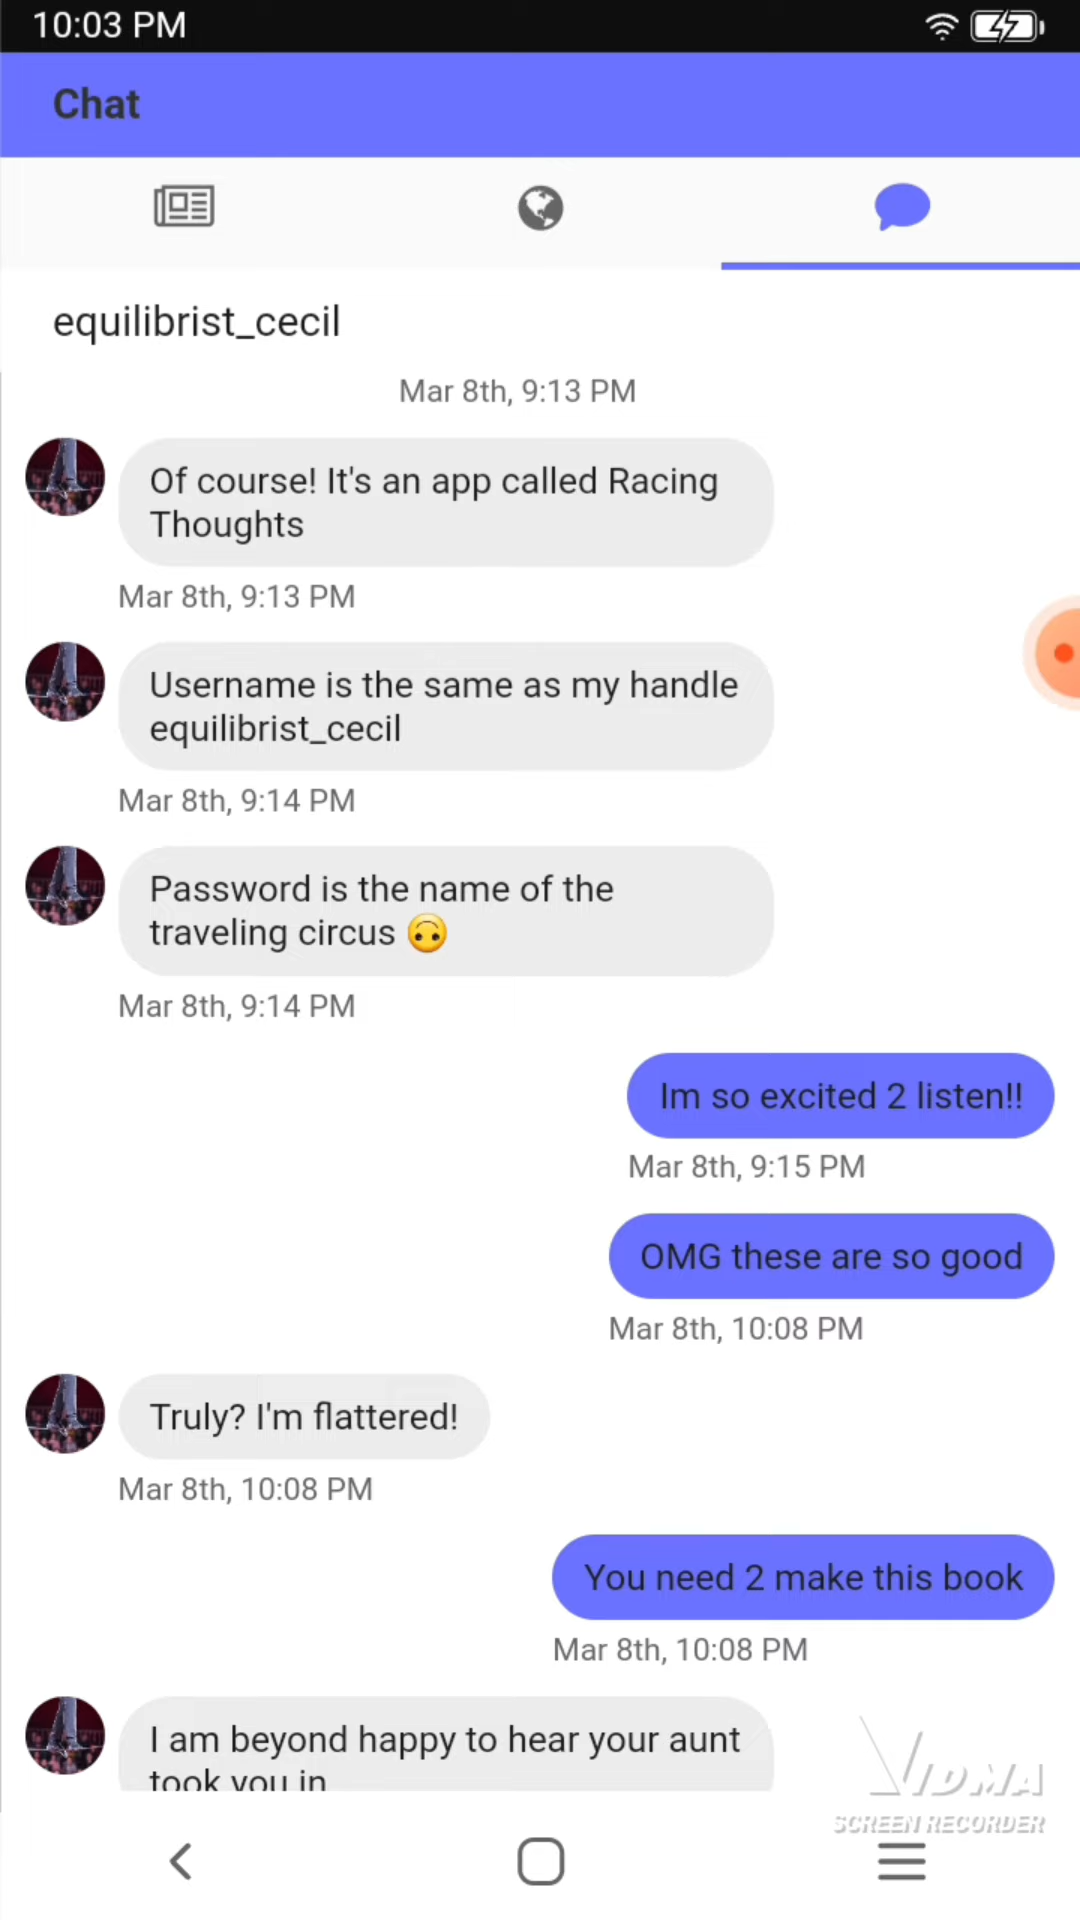 10:03 PM
Chat
equilibrist_cecil
Mar 8th, 9:13 PM
Of course! It's an app called Racing
Thoughts
Mar 8th, 9:13 PM
Username is the same as my handle
equilibrist_cecil
Mar 8th, 9:14 PM
Password is the name of the
traveling circus 🙃
Mar 8th, 9:14 PM
Im so excited 2 listen!!
Mar 8th, 9:15 PM
OMG these are so good
Mar 8th, 10:08 PM
Truly? I'm flattered!
Mar 8th, 10:08 PM
You need 2 make this book
Mar 8th, 10:08 PM
I am beyond happy to hear your aunt
took you in
VIDMA
SCREEN RECORDER